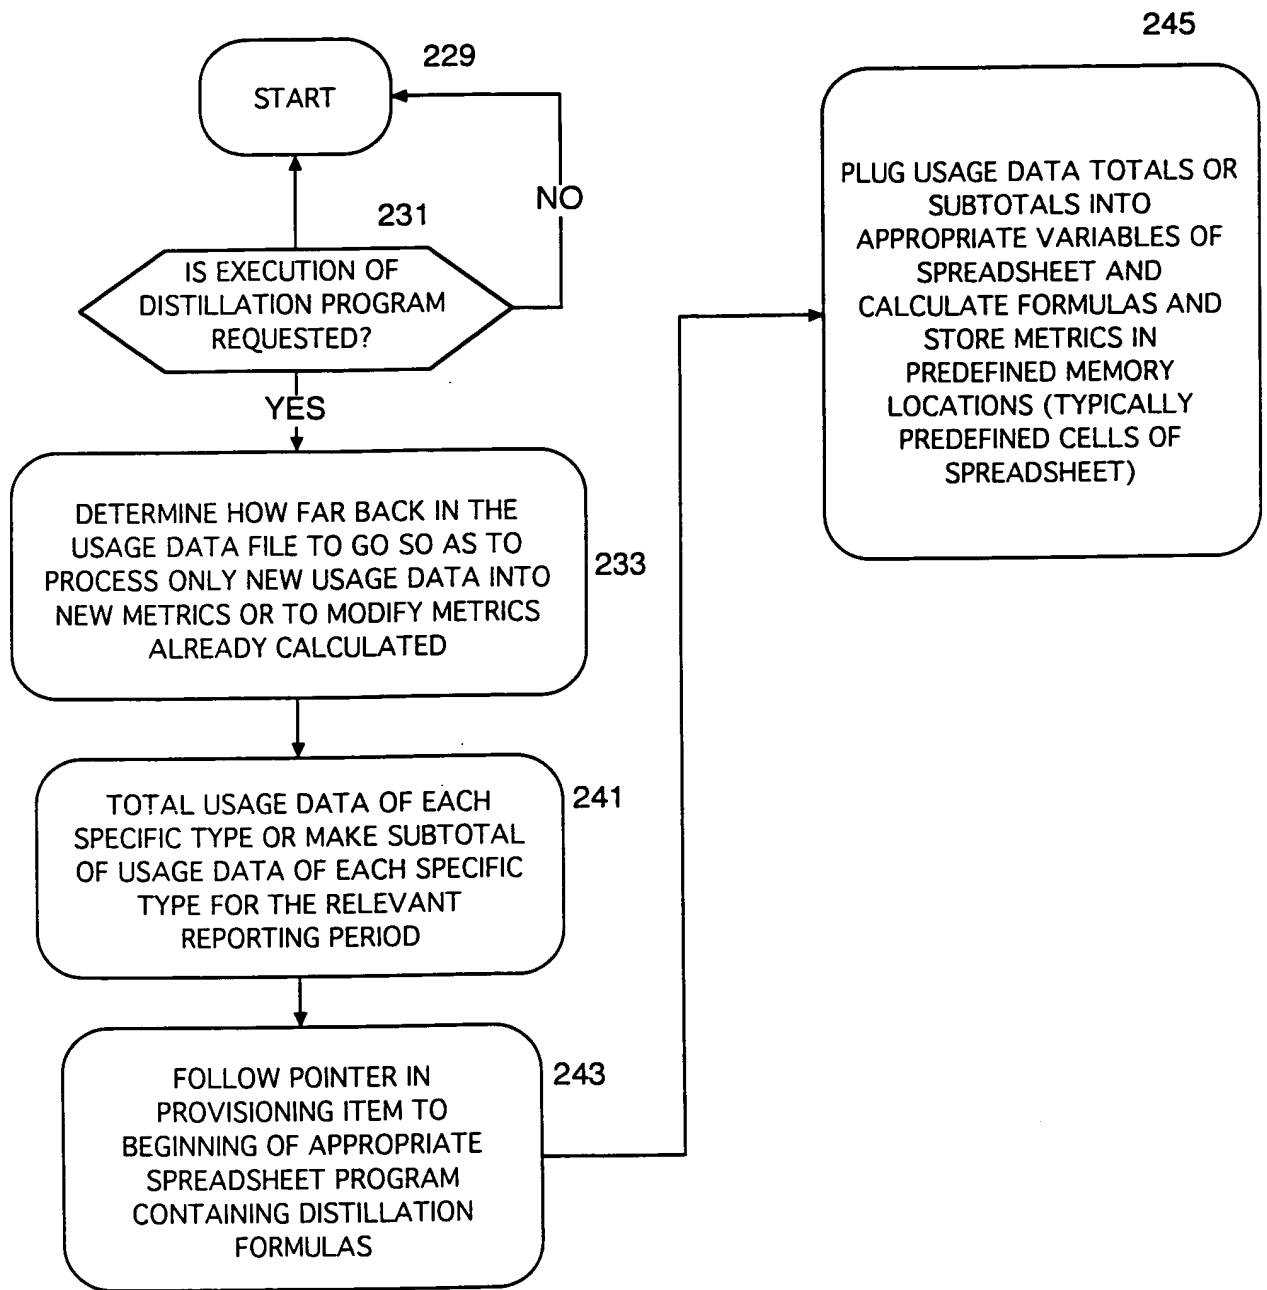 229
START
NO
231
IS EXECUTION OF
DISTILLATION PROGRAM
REQUESTED?
YES
DETERMINE HOW FAR BACK IN THE
USAGE DATA FILE TO GO SO AS TO
PROCESS ONLY NEW USAGE DATA INTO
NEW METRICS OR TO MODIFY METRICS
ALREADY CALCULATED
233
TOTAL USAGE DATA OF EACH
SPECIFIC TYPE OR MAKE SUBTOTAL
OF USAGE DATA OF EACH SPECIFIC
TYPE FOR THE RELEVANT
REPORTING PERIOD
241
FOLLOW POINTER IN
PROVISIONING ITEM TO
BEGINNING OF APPROPRIATE
SPREADSHEET PROGRAM
CONTAINING DISTILLATION
FORMULAS
243
245
PLUG USAGE DATA TOTALS OR
SUBTOTALS INTO
APPROPRIATE VARIABLES OF
SPREADSHEET AND
CALCULATE FORMULAS AND
STORE METRICS IN
PREDEFINED MEMORY
LOCATIONS (TYPICALLY
PREDEFINED CELLS OF
SPREADSHEET)